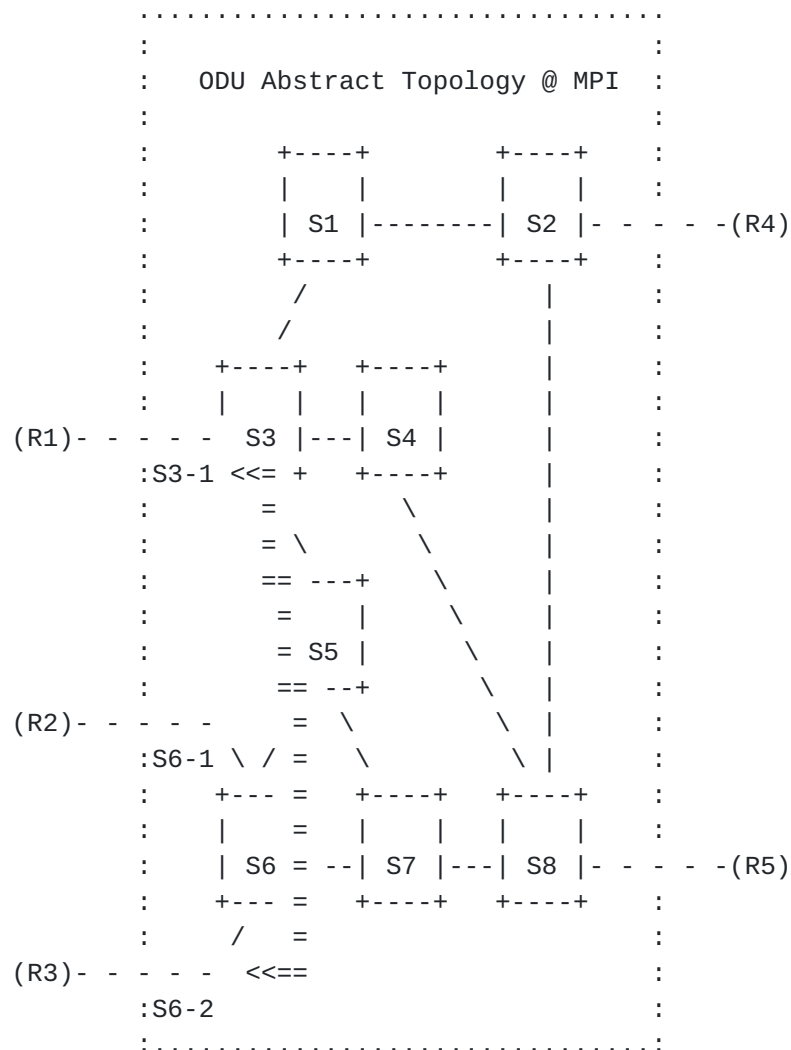 ODU Abstract Topology @ MPI
S1 S2 (R4)
(R1) S3 S4
S3-1
S5
(R2)
S6-1
S6 S7 S8 (R5)
(R3)
S6-2